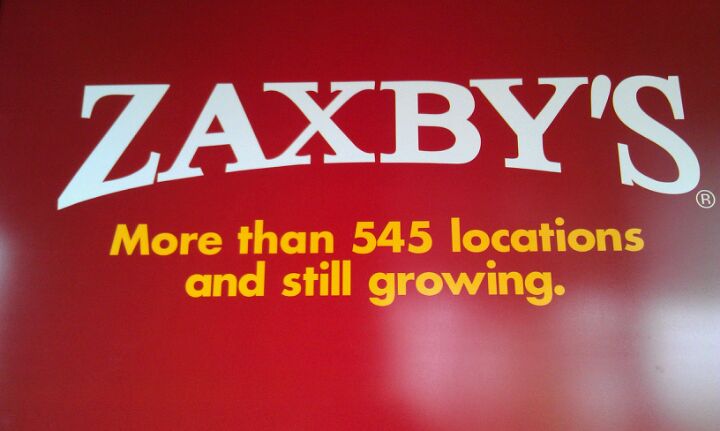 ZAXBY'S®
More than 545 locations
and still growing.